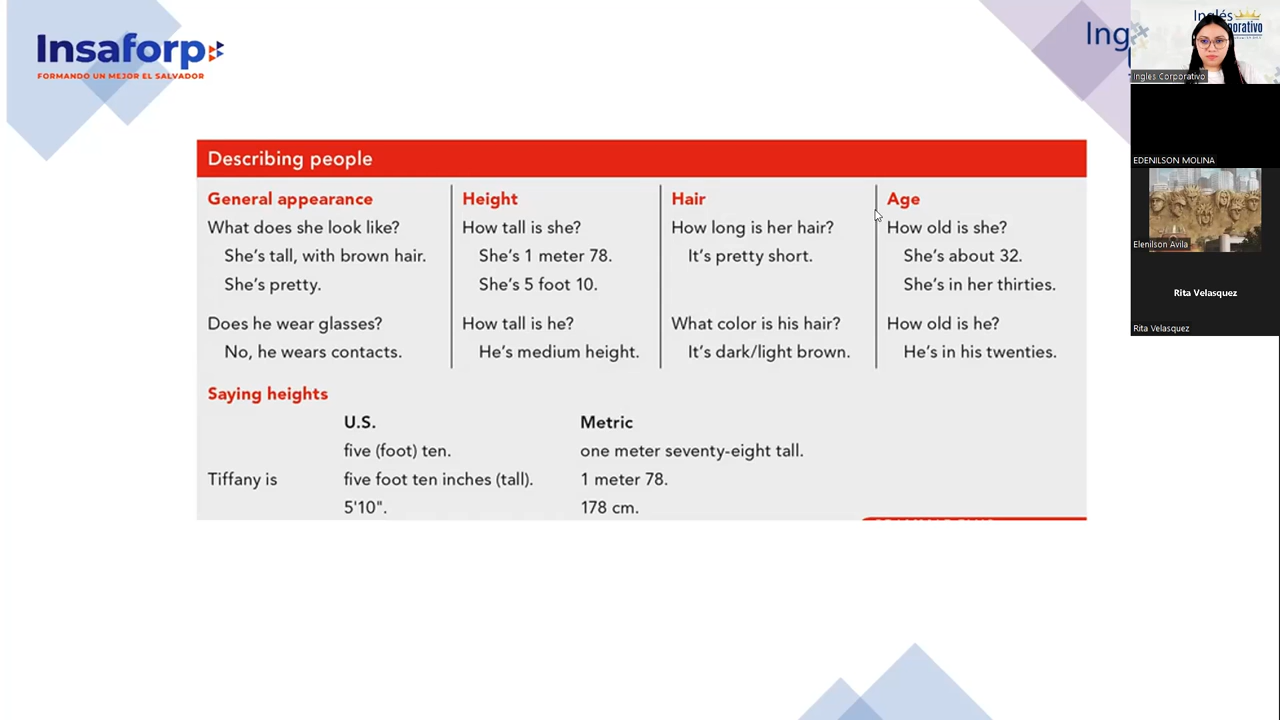 Insaforp
FORMANDO UN MEJOR EL SALVADOR
Ing
Describing people
General appearance
What does she look like?
She's tall, with brown hair.
She's pretty.
Does he wear glasses?
No, he wears contacts.
Height
How tall is she?
She's 1 meter 78.
She's 5 foot 10.
How tall is he?
He's medium height.
Hair
How long is her hair?
It's pretty short.
What color is his hair?
It's dark/light brown.
Age
How old is she?
She's about 32.
She's in her thirties.
How old is he?
He's in his twenties.
Saying heights
U.S.
Metric
five (foot) ten.
one meter seventy-eight tall.
Tiffany is
five foot ten inches (tall).
1 meter 78.
5'10".
178 cm.
Ingles Corporativo
EDENILSON MOLINA
Elenilson Avila
Rita Velasquez
Rita Velasquez